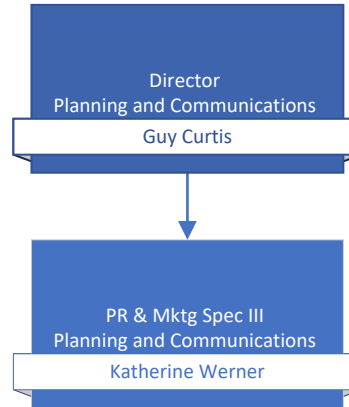 Director
Planning and Communications
Guy Curtis
PR & Mktg Spec III
Planning and Communications
Katherine Werner